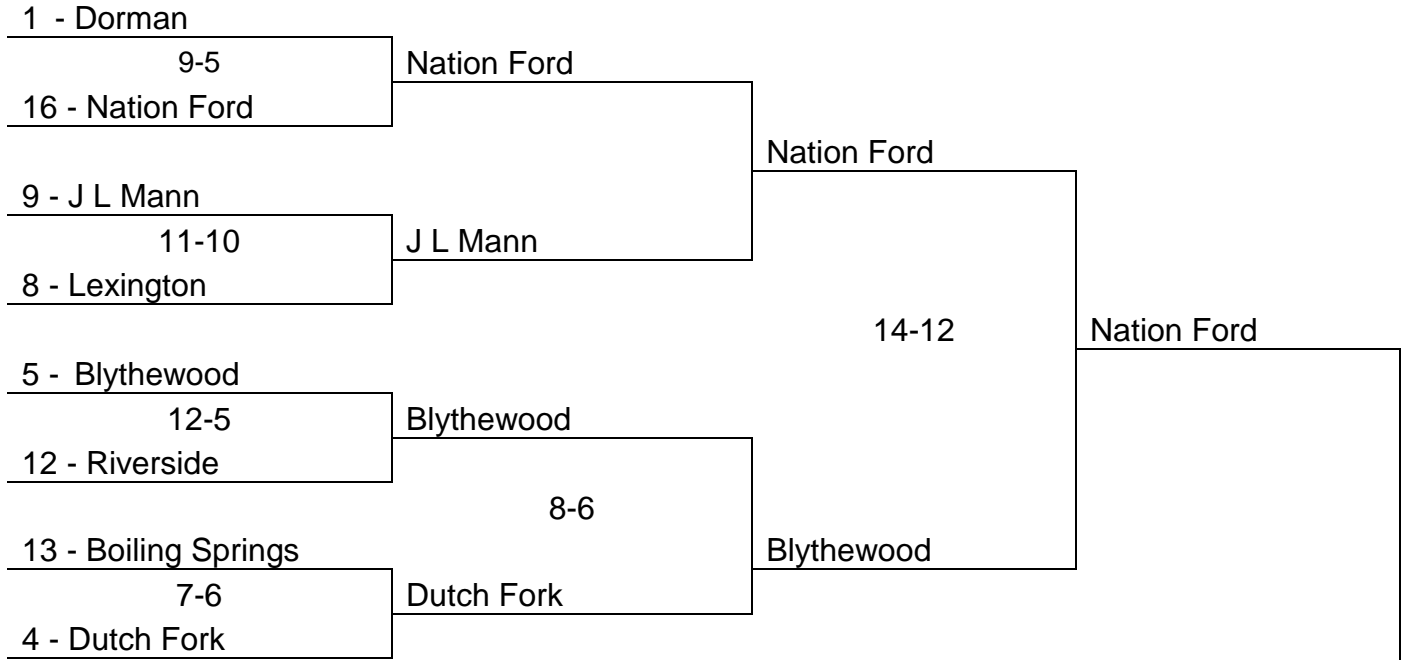 1 - Dorman
9-5
Nation Ford
16 - Nation Ford
Nation Ford
9 - J L Mann
11-10
J L Mann
8 - Lexington
14-12
Nation Ford
5 - Blythewood
12-5
Blythewood
12 - Riverside
8-6
13 - Boiling Springs
Blythewood
7-6
Dutch Fork
4 - Dutch Fork